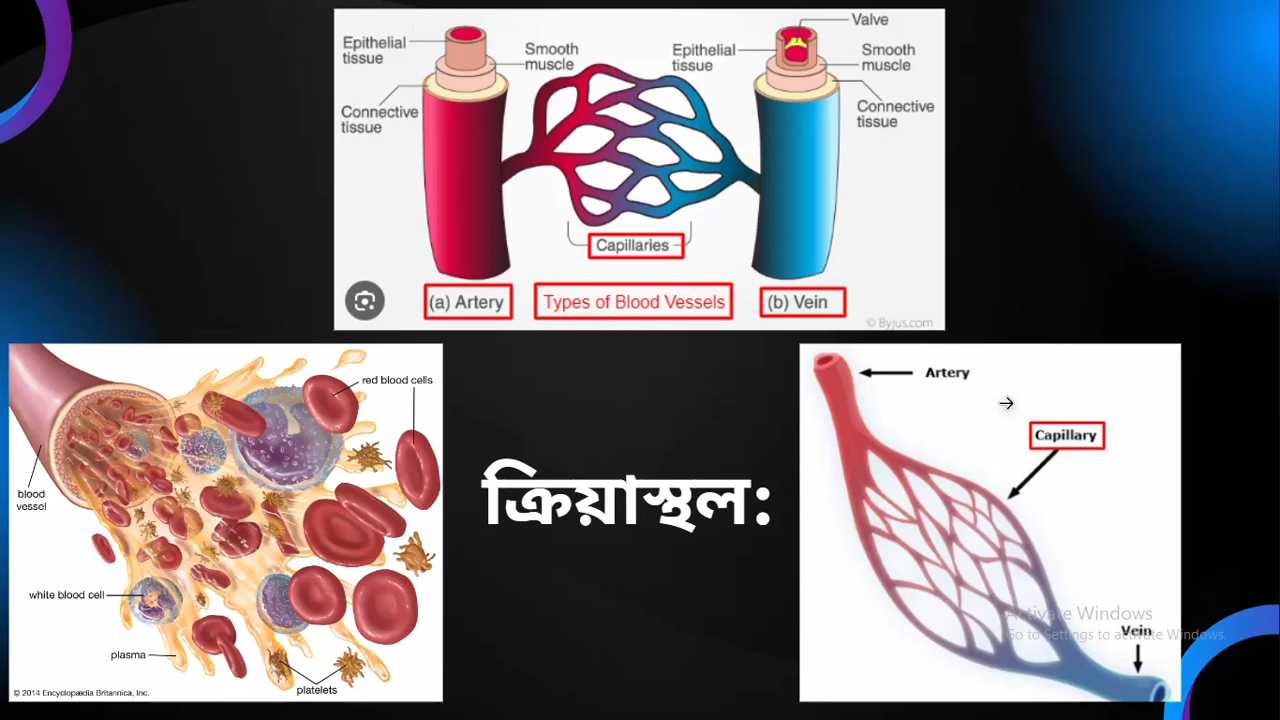 Epithelial
tissue
Smooth
muscle
Connective
tissue
Epithelial
tissue
Valve
Smooth
muscle
Connective
tissue
Capillaries
(a) Artery
Types of Blood Vessels
(b) Vein
© Byjus.com
red blood cells
blood
vessel
white blood cell
plasma
platelets
© 2014 Encyclopædia Britannica, Inc.
ক্রিয়াস্থল:
Artery
Capillary
Vein
Activate Windows
Go to Settings to activate Windows.